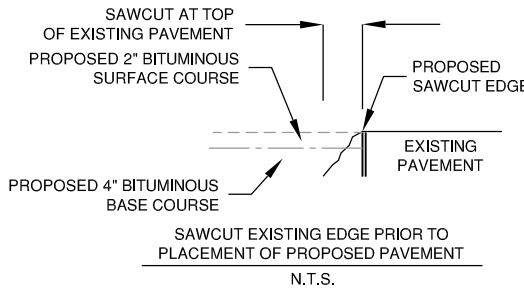 SAWCUT AT TOP
OF EXISTING PAVEMENT
PROPOSED 2" BITUMINOUS
SURFACE COURSE
PROPOSED
SAWCUT EDGE
EXISTING
PAVEMENT
PROPOSED 4" BITUMINOUS
BASE COURSE
SAWCUT EXISTING EDGE PRIOR TO
PLACEMENT OF PROPOSED PAVEMENT
N.T.S.